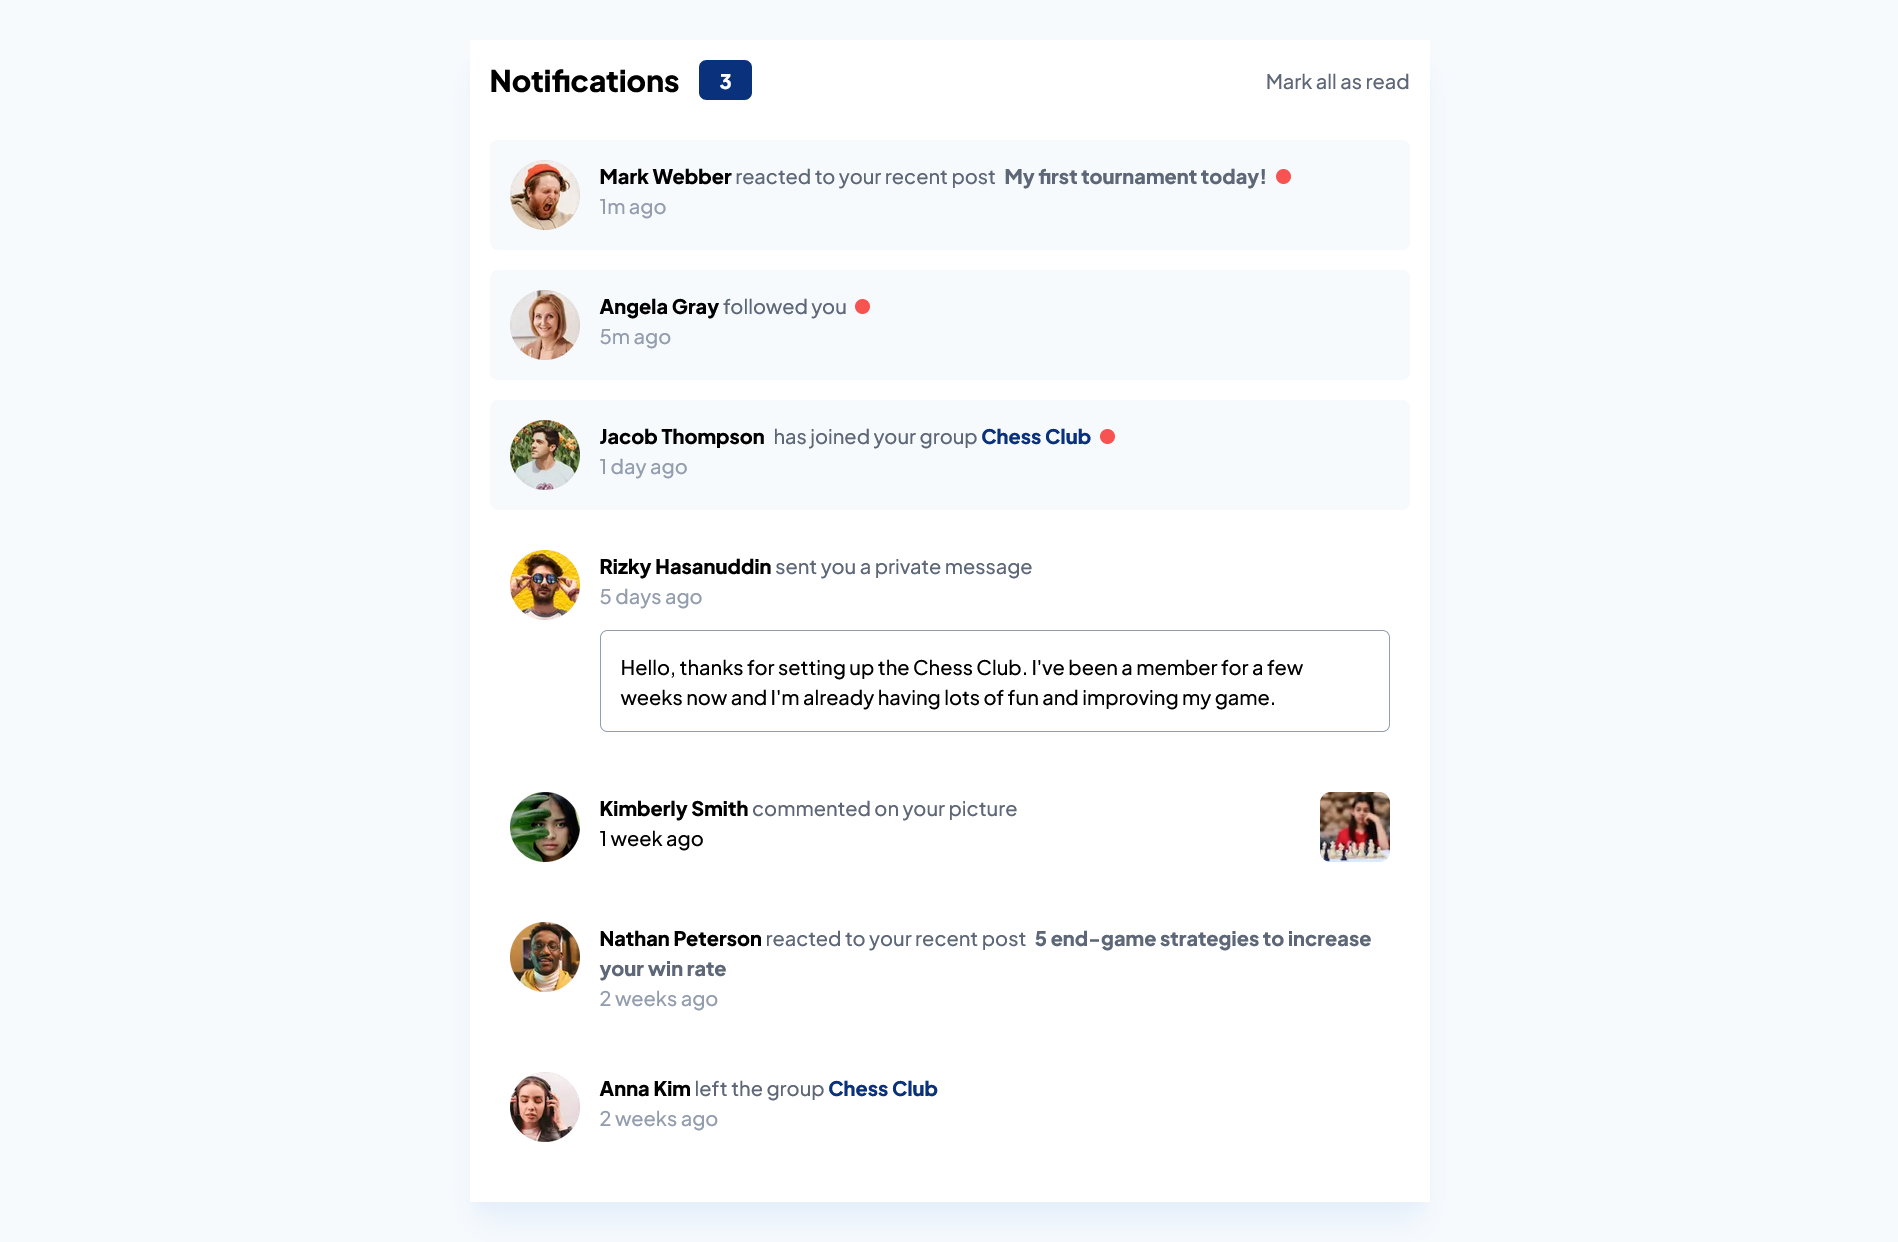 Notifications 3 Mark all as read
Mark Webber reacted to your recent post My first tournament today!
1m ago
Angela Gray followed you
5m ago
Jacob Thompson has joined your group Chess Club
1 day ago
Rizky Hasanuddin sent you a private message
5 days ago
Hello, thanks for setting up the Chess Club. I've been a member for a few
weeks now and I'm already having lots of fun and improving my game.
Kimberly Smith commented on your picture
1 week ago
Nathan Peterson reacted to your recent post 5 end-game strategies to increase
your win rate
2 weeks ago
Anna Kim left the group Chess Club
2 weeks ago